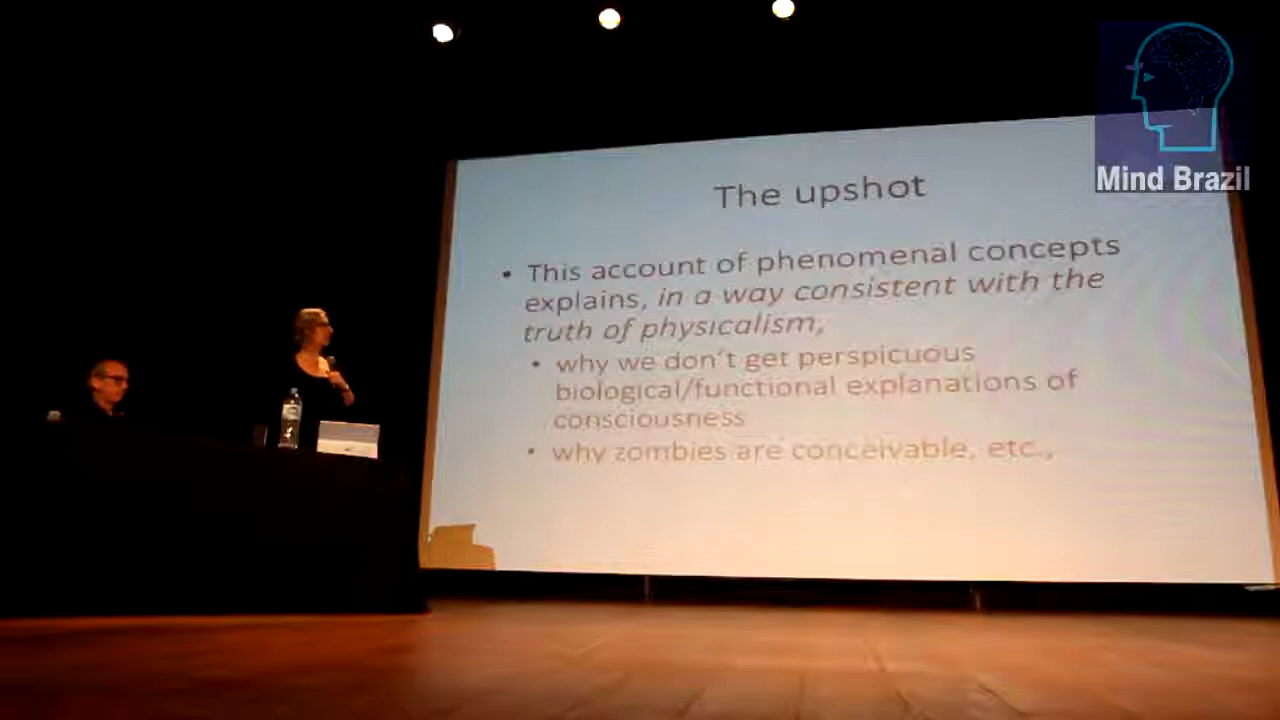 Mind Brazil
The upshot
• This account of phenomenal concepts
explains, in a way consistent with the
truth of physicalism,
• why we don't get perspicuous
biological/functional explanations of
consciousness
• why zombies are conceivable, etc.,